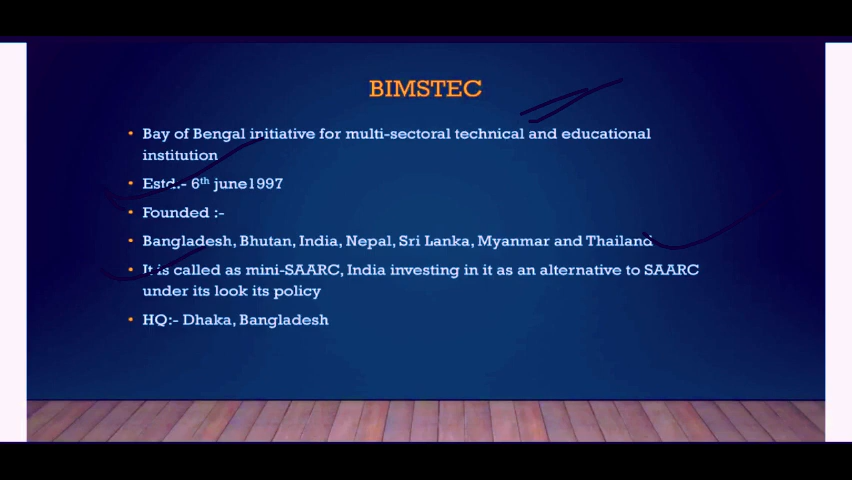 BIMSTEC
• Bay of Bengal initiative for multi-sectoral technical and educational
institution
• Estd.- 6th june1997
• Founded :-
• Bangladesh, Bhutan, India, Nepal, Sri Lanka, Myanmar and Thailand
• It is called as mini-SAARC, India investing in it as an alternative to SAARC
under its look its policy
• HQ:- Dhaka, Bangladesh